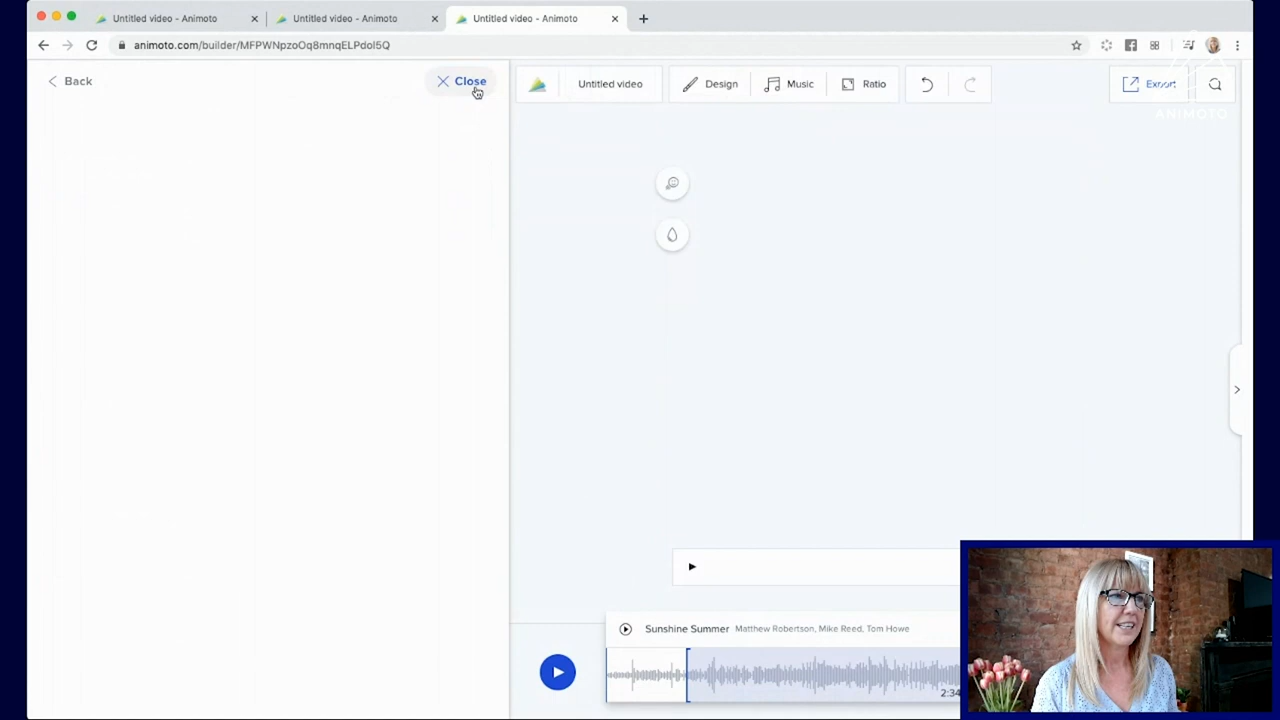 Untitled video - Animoto
Untitled video - Animoto
Untitled video - Animoto
animoto.com/builder/MFPWNpzoOq8mnqELPdol5Q
Back
Close
Untitled video
Design
Music
Ratio
Export
ANIMOTO
Sunshine Summer Matthew Robertson, Mike Reed, Tom Howe
2:34